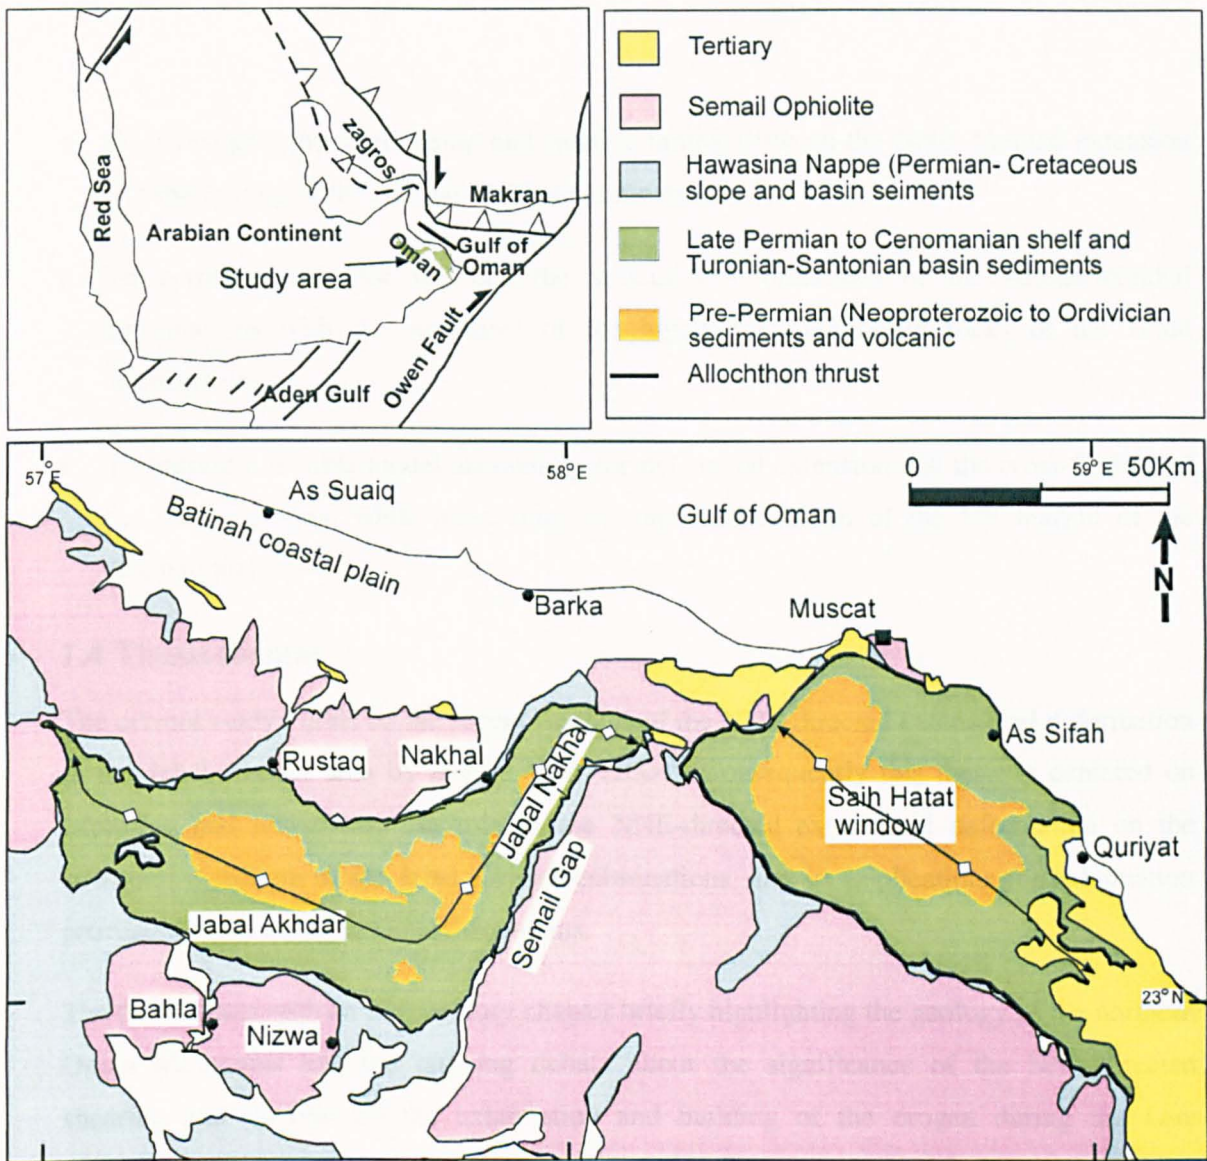 Red Sea
zagros
Makran
Arabian Continent
Oman
Gulf of
Oman
Study area
Owen Fault
Aden Gulf
Tertiary
Semail Ophiolite
Hawasina Nappe (Permian- Cretaceous
slope and basin seiments
Late Permian to Cenomanian shelf and
Turonian-Santonian basin sediments
Pre-Permian (Neoproterozoic to Ordivician
sediments and volcanic
Allochthon thrust
57°E
58°E
59°E
0 50Km
As Suaiq
Batinah coastal plain
Gulf of Oman
N
Barka
Muscat
Rustaq
Nakhal
Jabal Nakhal
As Sifah
Saih Hatat
window
Quriyat
Semail Gap
Jabal Akhdar
Bahla
Nizwa
23°N